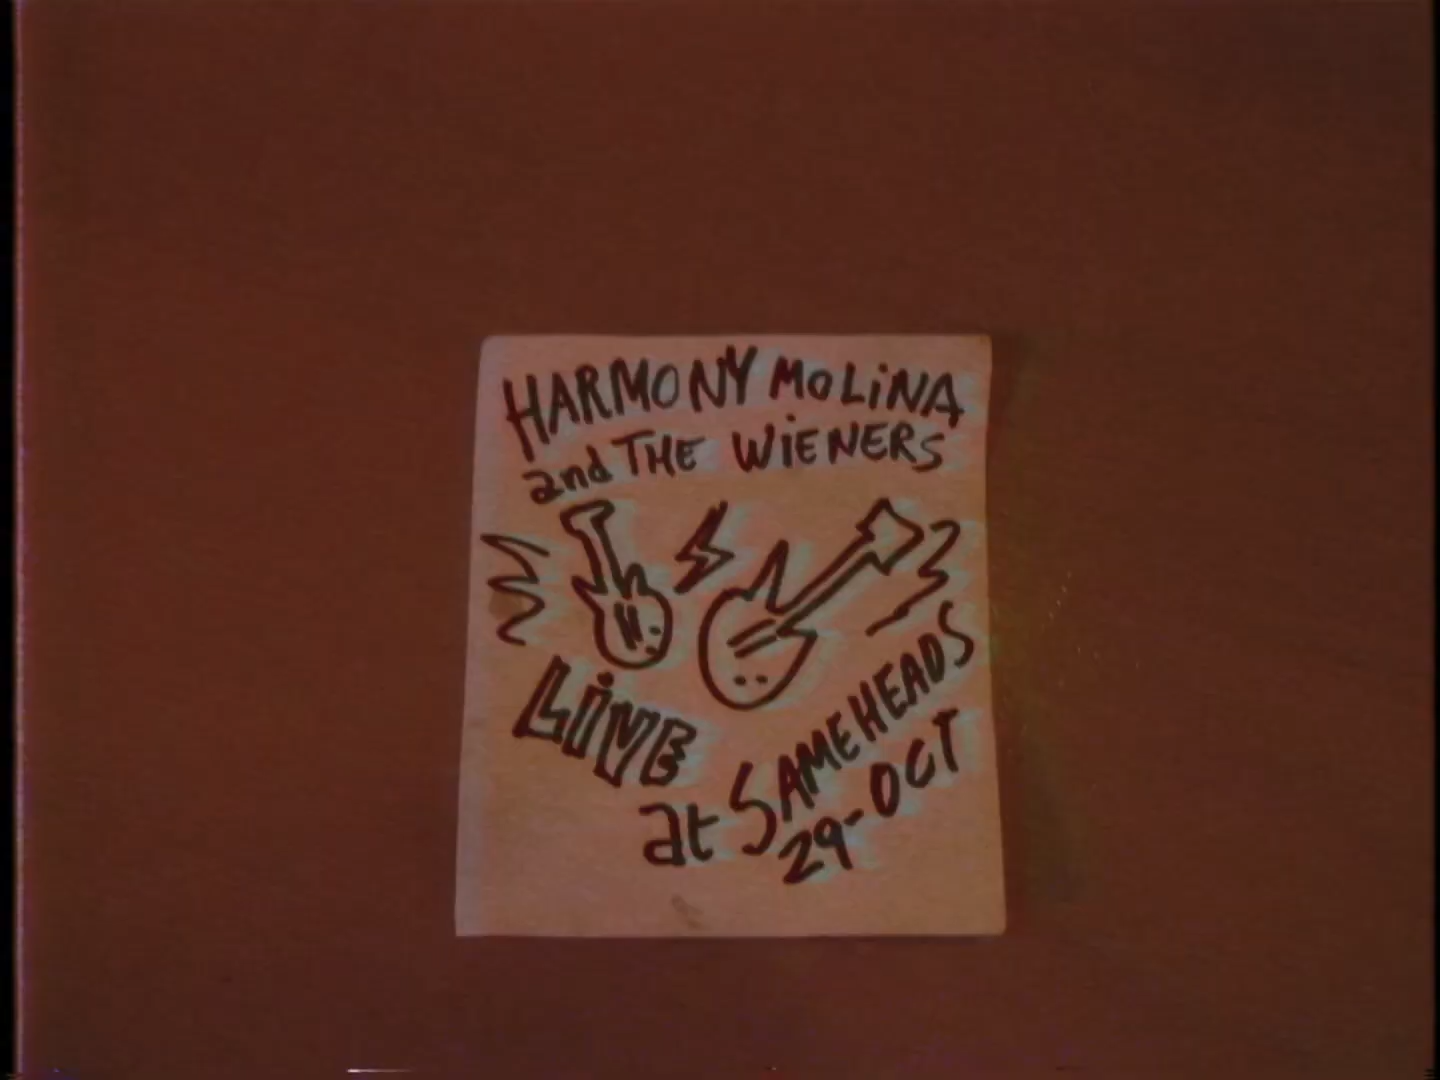 HARMONY MOLiNA
and THE WiENERS
LiVE
at SAMEHEADS
29-OCT